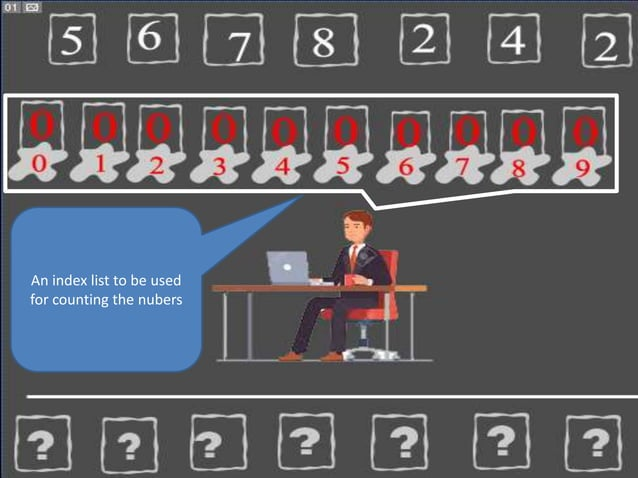 01
5 6 7 8 2 4 2
0 0 0 0 0 0 0 0 0 0
0 1 2 3 4 5 6 7 8 9
An index list to be used
for counting the nubers
? ? ? ? ? ? ?